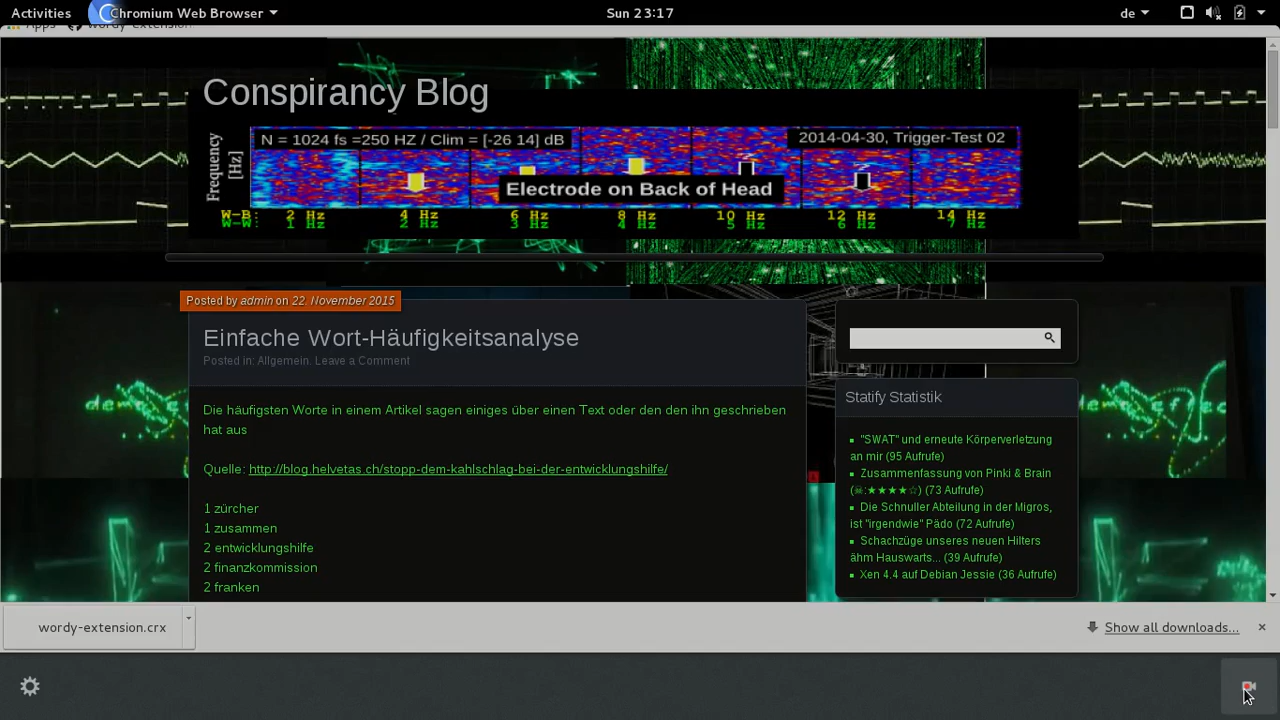 Activities
Chromium Web Browser
Sun 23:17
de
Apps wordy-extension
Conspirancy Blog
N = 1024 fs =250 HZ / Clim = [-26 14] dB
2014-04-30, Trigger-Test 02
Frequency
[Hz]
Electrode on Back of Head
W-B: 2 Hz 4 Hz 6 Hz 8 Hz 10 Hz 12 Hz 14 Hz
W-W: 1 Hz 2 Hz 3 Hz 4 Hz 5 Hz 6 Hz 7 Hz
Posted by admin on 22. November 2015
Einfache Wort-Häufigkeitsanalyse
Posted in: Allgemein. Leave a Comment
Die häufigsten Worte in einem Artikel sagen einiges über einen Text oder den den ihn geschrieben
hat aus
Quelle: http://blog.helvetas.ch/stopp-dem-kahlschlag-bei-der-entwicklungshilfe/
1 zürcher
1 zusammen
2 entwicklungshilfe
2 finanzkommission
2 franken
Statify Statistik
"SWAT" und erneute Körperverletzung
an mir (95 Aufrufe)
Zusammenfassung von Pinki & Brain
(☠:★★★★☆) (73 Aufrufe)
Die Schnuller Abteilung in der Migros,
ist "irgendwie" Pädo (72 Aufrufe)
Schachzüge unseres neuen Hilters
ähm Hauswarts... (39 Aufrufe)
Xen 4.4 auf Debian Jessie (36 Aufrufe)
wordy-extension.crx
Show all downloads...